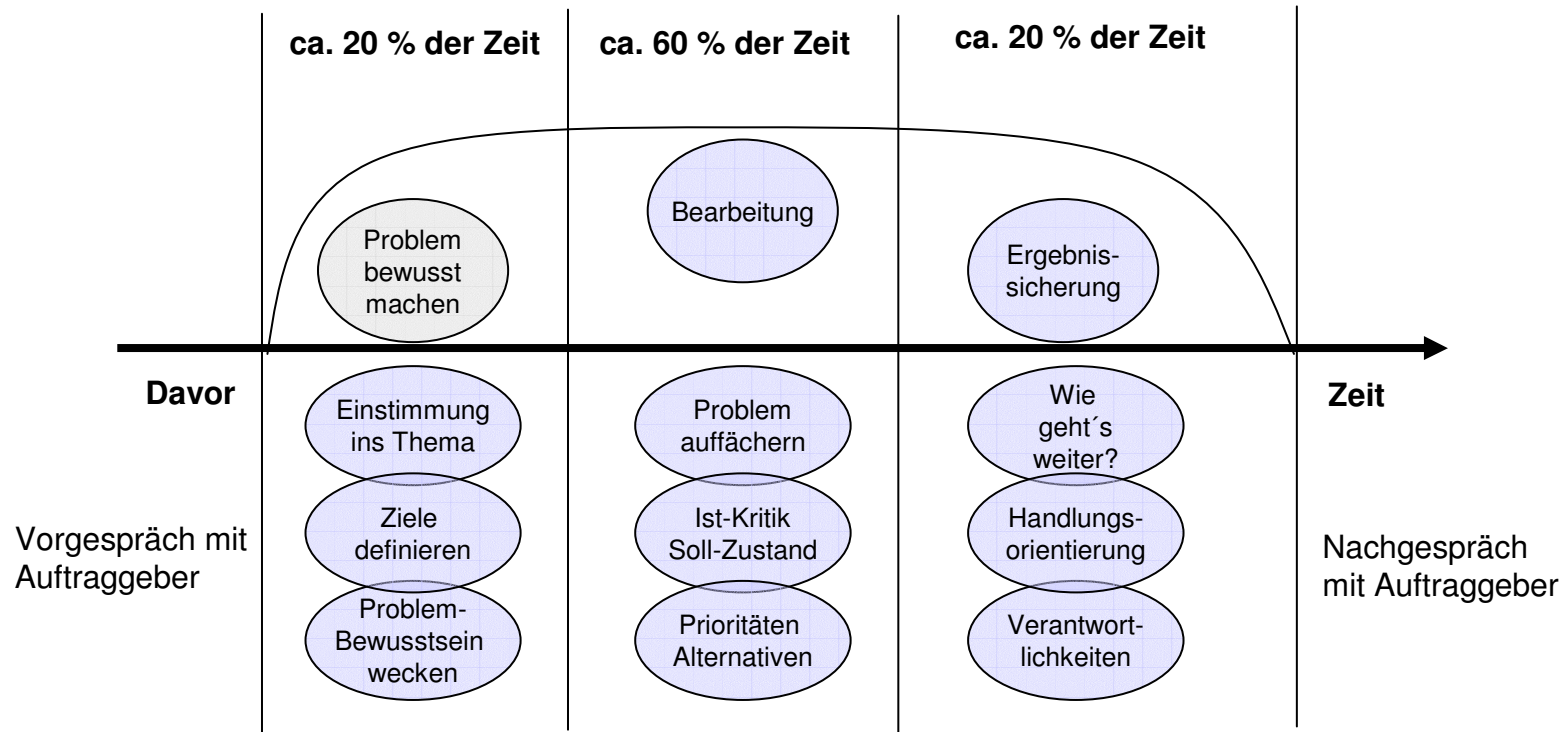 ca. 20 % der Zeit
ca. 60 % der Zeit
ca. 20 % der Zeit
Problem
bewusst
machen
Bearbeitung
Ergebnis-
sicherung
Davor
Zeit
Vorgespräch mit
Auftraggeber
Einstimmung
ins Thema
Ziele
definieren
Problem-
Bewusstsein
wecken
Problem
auffächern
Ist-Kritik
Soll-Zustand
Prioritäten
Alternativen
Wie
geht´s
weiter?
Handlungs-
orientierung
Verantwort-
lichkeiten
Nachgespräch
mit Auftraggeber